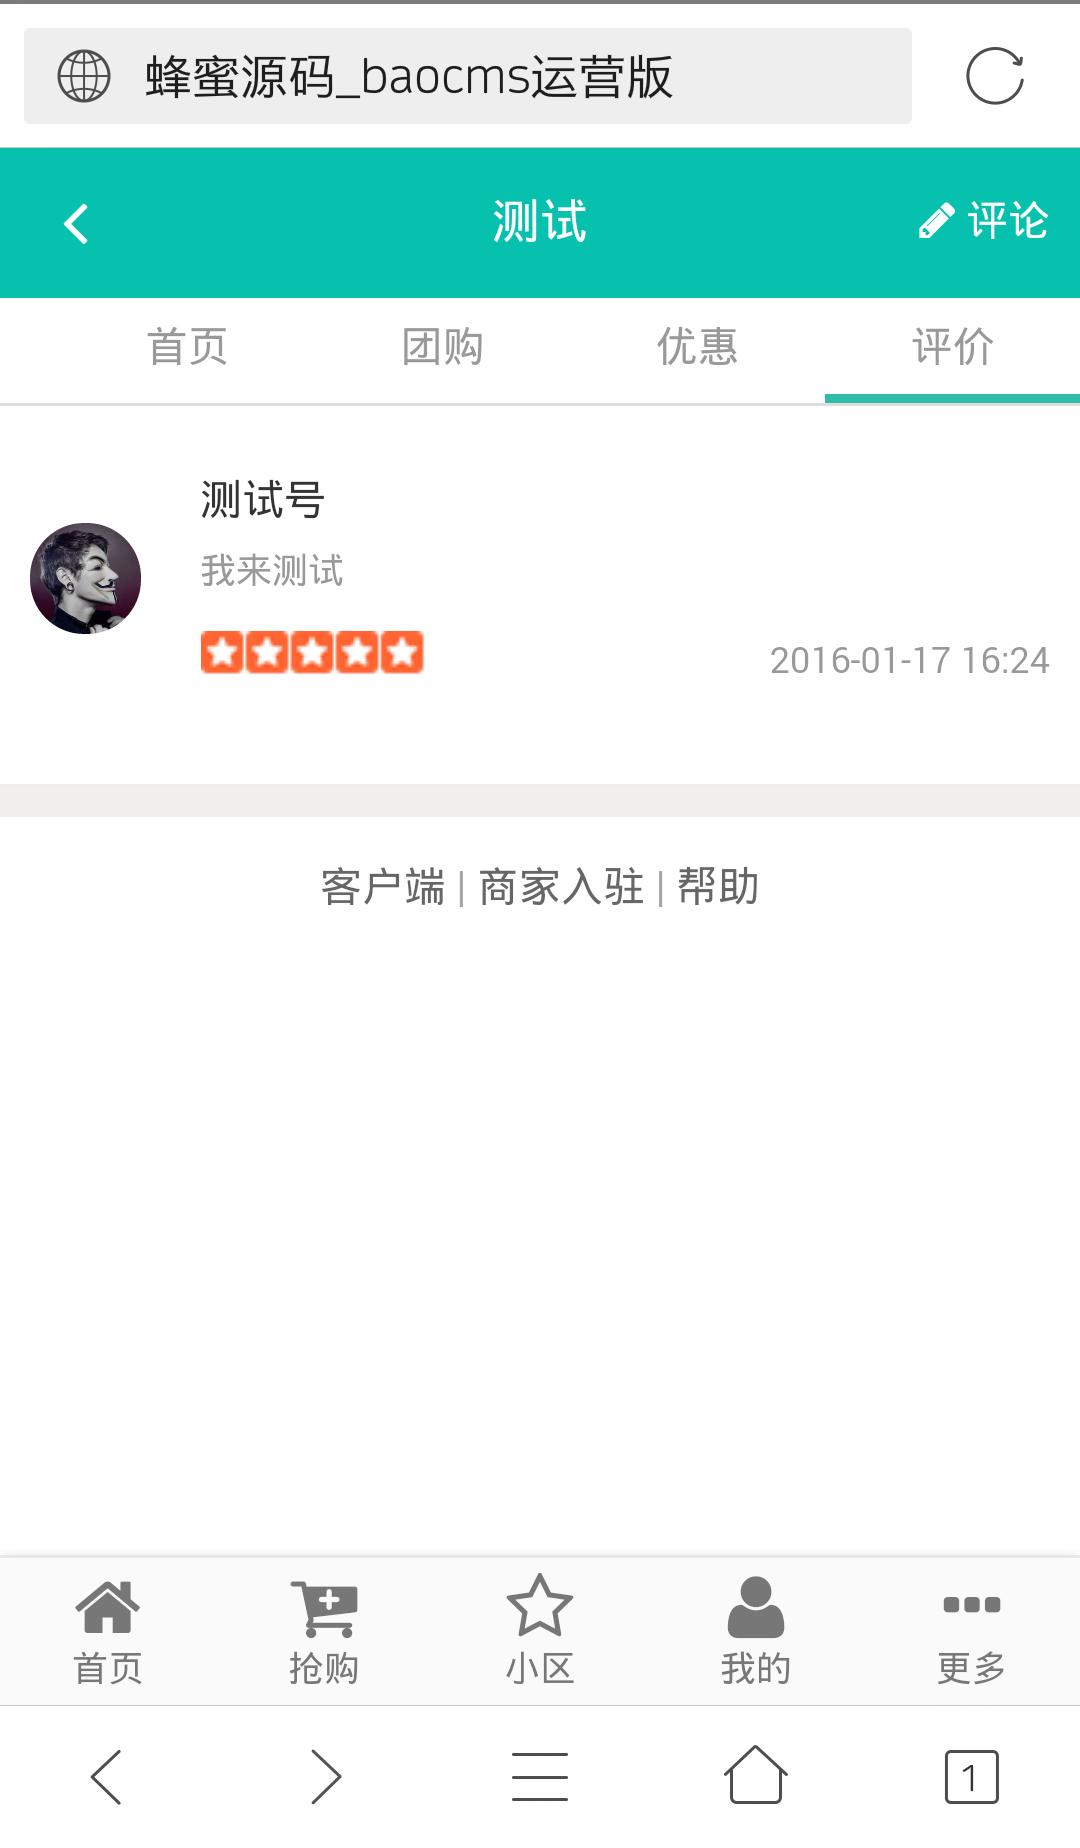 蜂蜜源码_baocms运营版
测试
评论
首页 团购 优惠 评价
测试号
我来测试
2016-01-17 16:24
客户端 | 商家入驻 | 帮助
首页 抢购 小区 我的 更多
1